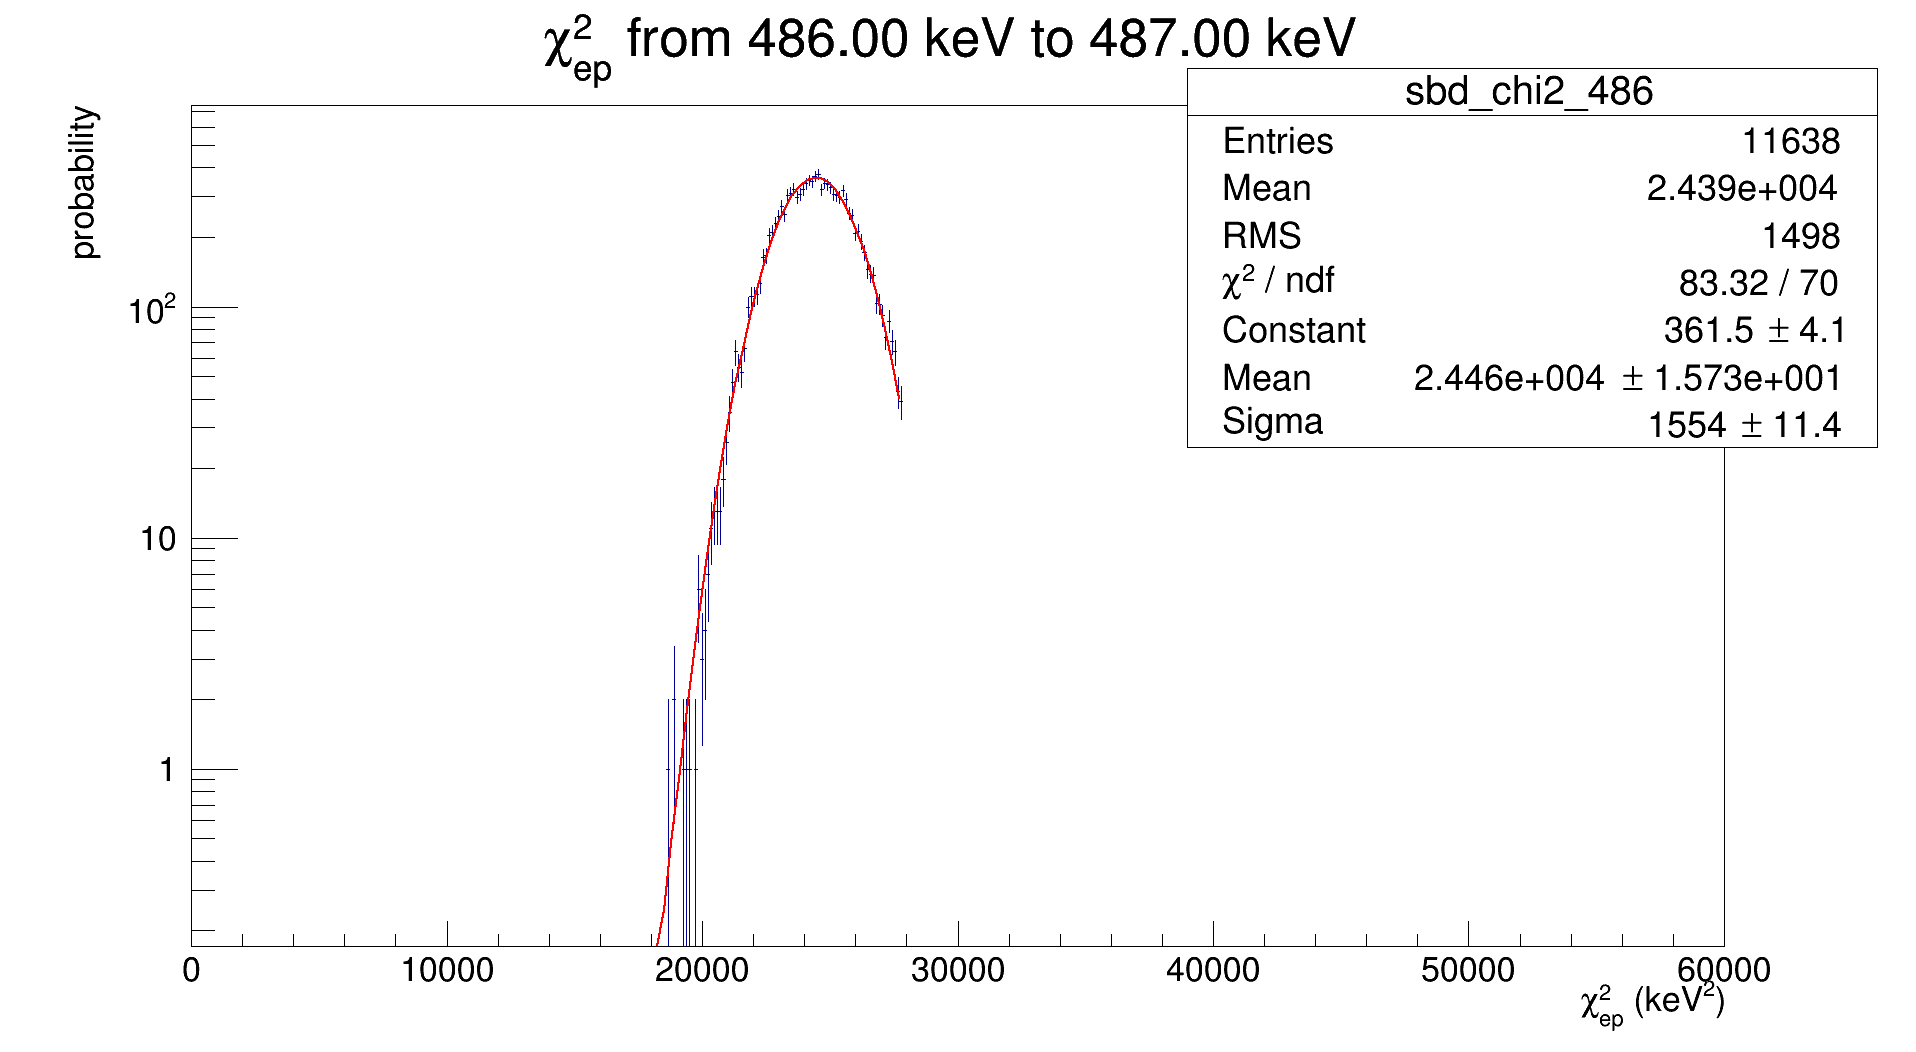 χ²ep from 486.00 keV to 487.00 keV
sbd_chi2_486
Entries 11638
Mean 2.439e+004
RMS 1498
χ² / ndf 83.32 / 70
Constant 361.5 ± 4.1
Mean 2.446e+004 ± 1.573e+001
Sigma 1554 ± 11.4
probability
10²
10
1
0 10000 20000 30000 40000 50000 60000
χ²ep (keV²)